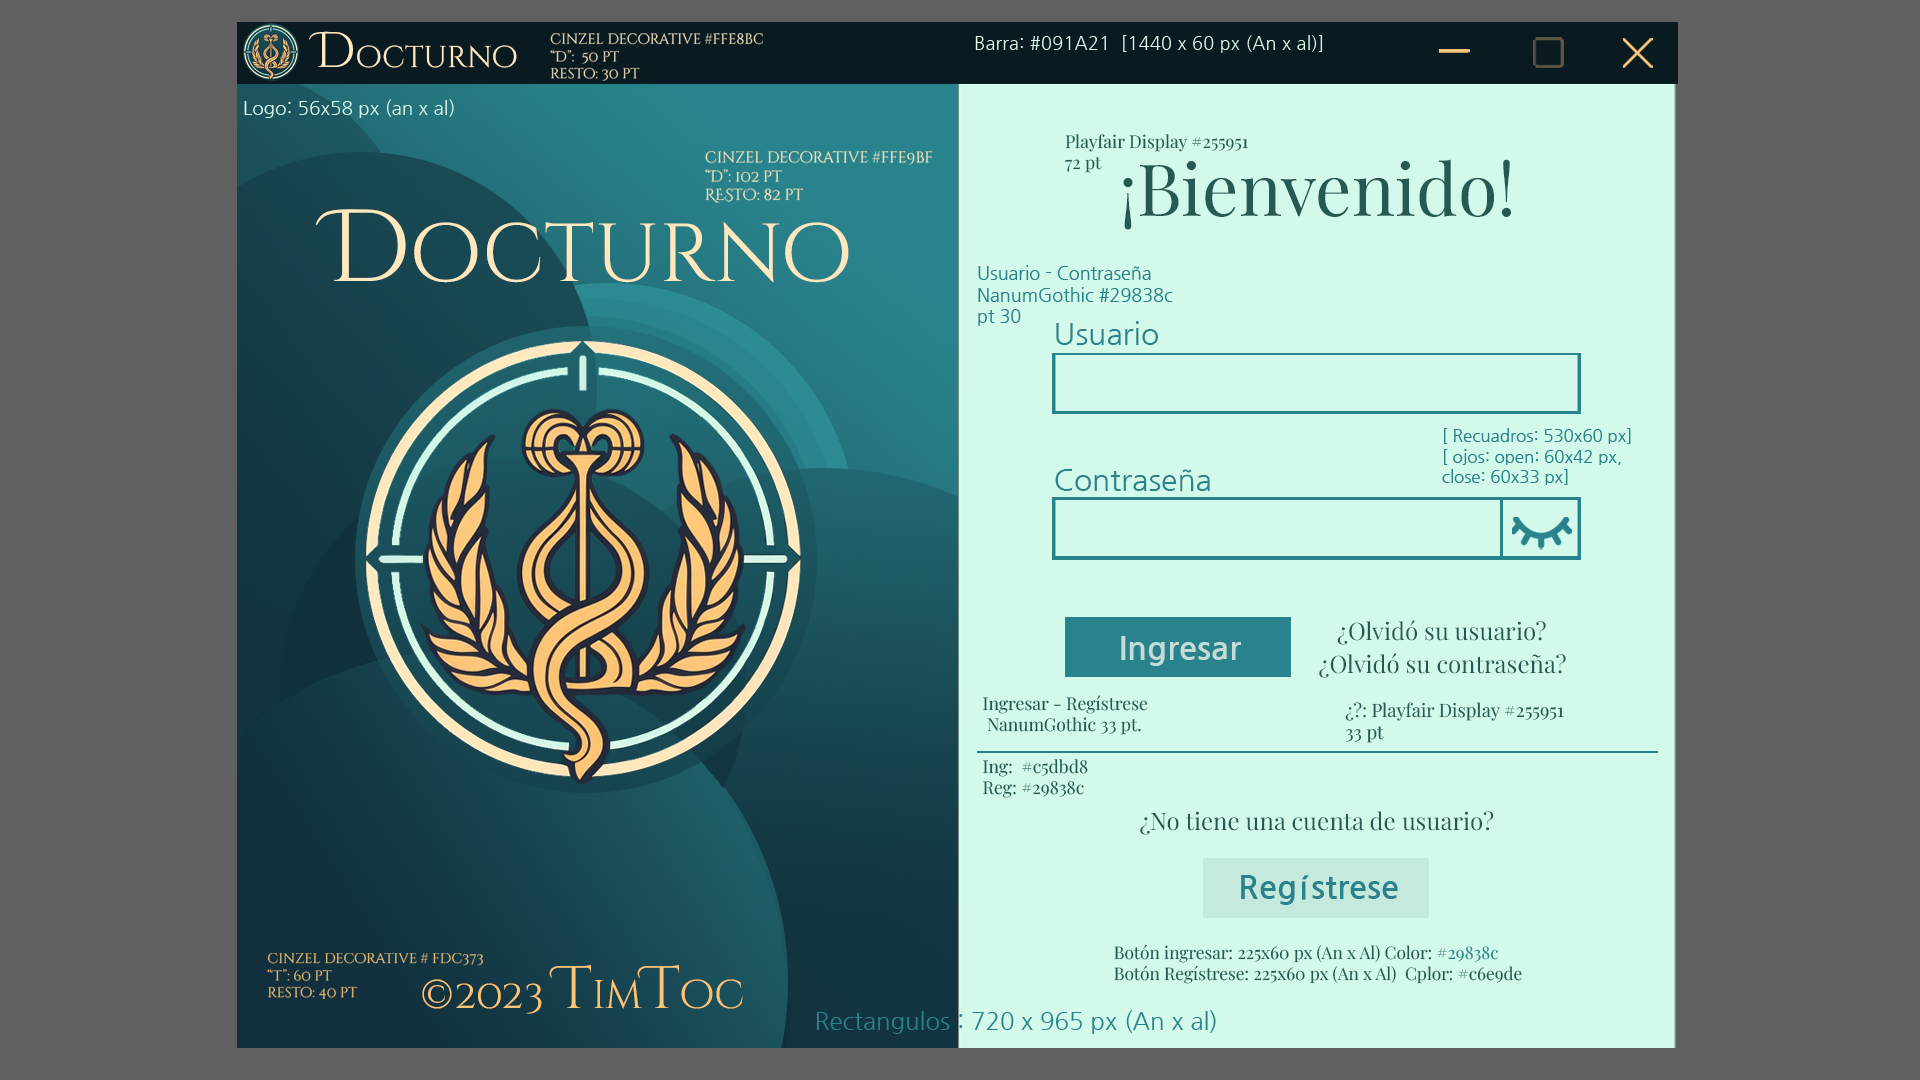 DOCTURNO
CINZEL DECORATIVE #FFE8BC
“D”: 50 PT
RESTO: 30 PT
Barra: #091A21 [1440 x 60 px (An x al)]
Logo: 56x58 px (an x al)
CINZEL DECORATIVE #FFE9BF
“D”: 102 PT
RESTO: 82 PT
DOCTURNO
CINZEL DECORATIVE # FDC373
“T”: 60 PT
RESTO: 40 PT
©2023 TIMTOC
Playfair Display #255951
72 pt
¡Bienvenido!
Usuario - Contraseña
NanumGothic #29838c
pt 30
Usuario
[ Recuadros: 530x60 px]
[ ojos: open: 60x42 px,
close: 60x33 px]
Contraseña
Ingresar
¿Olvidó su usuario?
¿Olvidó su contraseña?
Ingresar - Regístrese
NanumGothic 33 pt.
¿?: Playfair Display #255951
33 pt
Ing: #c5dbd8
Reg: #29838c
¿No tiene una cuenta de usuario?
Regístrese
Botón ingresar: 225x60 px (An x Al) Color: #29838c
Botón Regístrese: 225x60 px (An x Al) Cplor: #c6e9de
Rectangulos : 720 x 965 px (An x al)